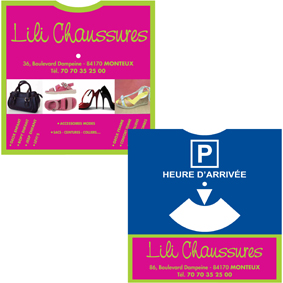 Lili Chaussures
36, Boulevard Dampeine - 84170 MONTEUX
Tél. 70 70 35 25 00
• ACCESSOIRES MODES
• SACS - CEINTURES - COLLIERS...
P
HEURE D'ARRIVÉE
Lili Chaussures
86, Boulevard Dampeine - 84170 MONTEUX
Tél. 70 70 35 25 00